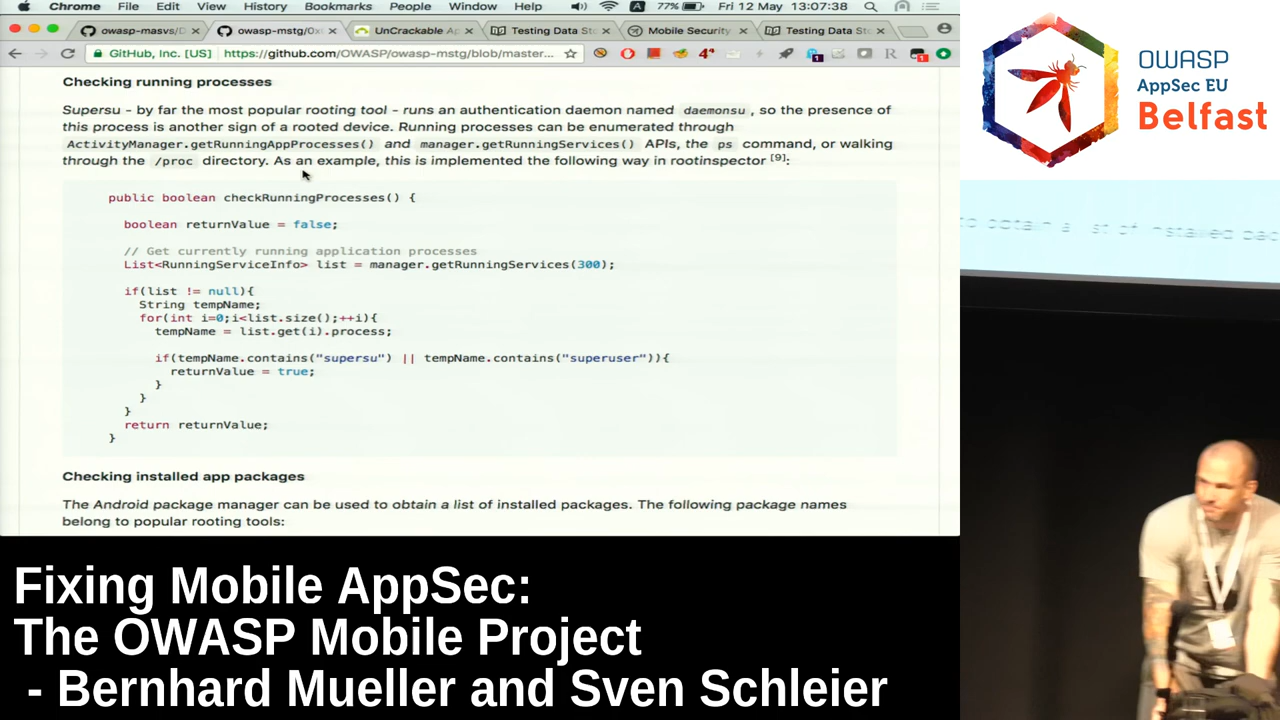 Chrome File Edit View History Bookmarks People Window Help 77% Fri 12 May 13:07:38
owasp-masvs/D owasp-mstg/0x UnCrackable Ap Testing Data Sto Mobile Security Testing Data Sto
GitHub, Inc. [US] https://github.com/OWASP/owasp-mstg/blob/master...
Checking running processes
Supersu - by far the most popular rooting tool - runs an authentication daemon named daemonsu , so the presence of
this process is another sign of a rooted device. Running processes can be enumerated through
ActivityManager.getRunningAppProcesses() and manager.getRunningServices() APIs, the ps command, or walking
through the /proc directory. As an example, this is implemented the following way in rootinspector [9]:
public boolean checkRunningProcesses() {
boolean returnValue = false;
// Get currently running application processes
List<RunningServiceInfo> list = manager.getRunningServices(300);
if(list != null){
String tempName;
for(int i=0;i<list.size();++i){
tempName = list.get(i).process;
if(tempName.contains("supersu") || tempName.contains("superuser")){
returnValue = true;
}
}
}
return returnValue;
}
Checking installed app packages
The Android package manager can be used to obtain a list of installed packages. The following package names
belong to popular rooting tools:
OWASP
AppSec EU
Belfast
Fixing Mobile AppSec:
The OWASP Mobile Project
- Bernhard Mueller and Sven Schleier